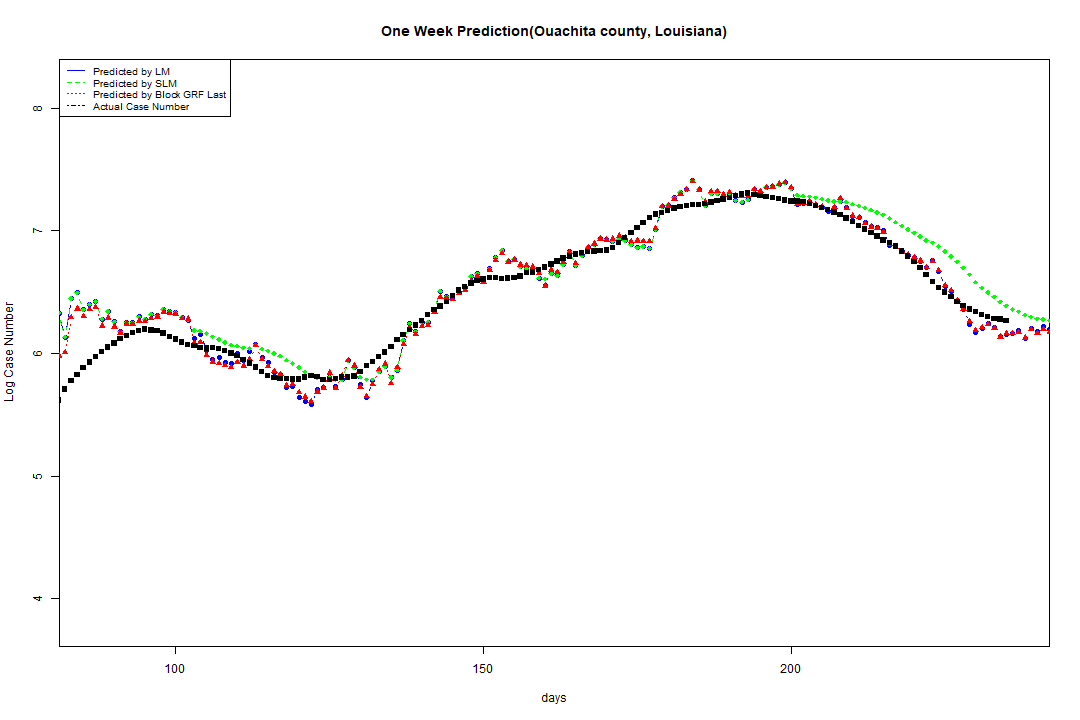 One Week Prediction(Ouachita county, Louisiana)
Predicted by LM
Predicted by SLM
Predicted by Block GRF Last
Actual Case Number
8
7
6
5
4
Log Case Number
100
150
200
days